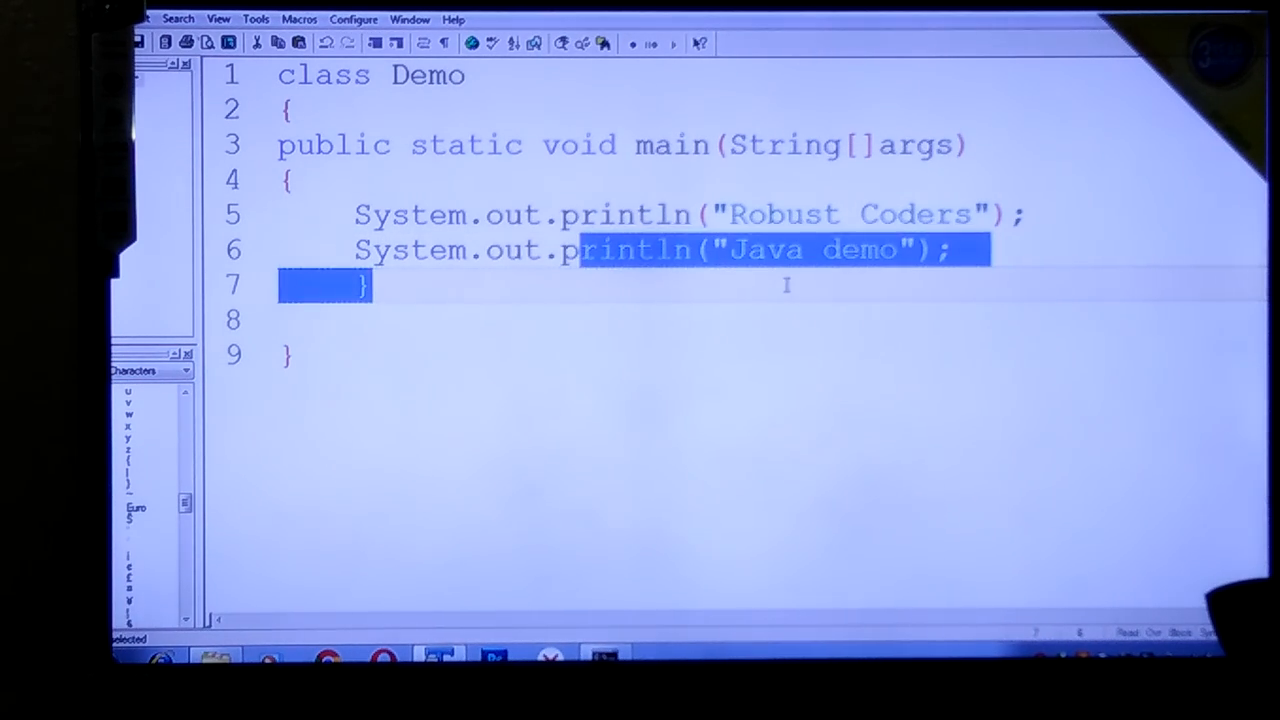 Search View Tools Macros Configure Window Help
1 class Demo
2 {
3 public static void main(String[]args)
4 {
5 System.out.println("Robust Coders");
6 System.out.println("Java demo");
7 }
8
9 }
Characters
u
v
w
x
y
z
{
|
}
~
Euro
selected
7 6 Read Ovr Block